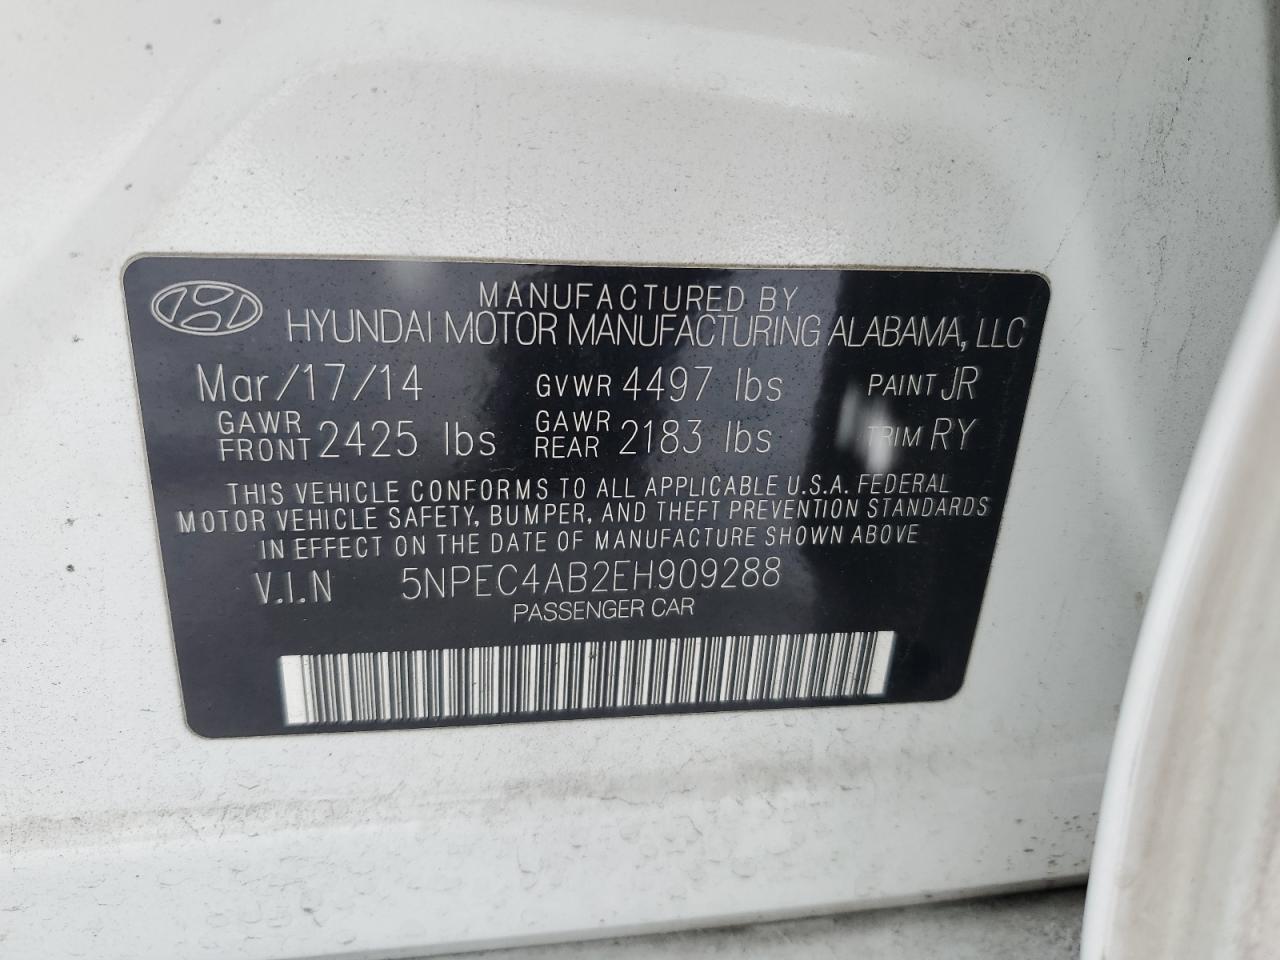 MANUFACTURED BY
HYUNDAI MOTOR MANUFACTURING ALABAMA, LLC
Mar/17/14 GVWR 4497 lbs PAINT JR
GAWR FRONT 2425 lbs GAWR REAR 2183 lbs TRIM RY
THIS VEHICLE CONFORMS TO ALL APPLICABLE U.S.A. FEDERAL
MOTOR VEHICLE SAFETY, BUMPER, AND THEFT PREVENTION STANDARDS
IN EFFECT ON THE DATE OF MANUFACTURE SHOWN ABOVE
V.I.N 5NPEC4AB2EH909288
PASSENGER CAR